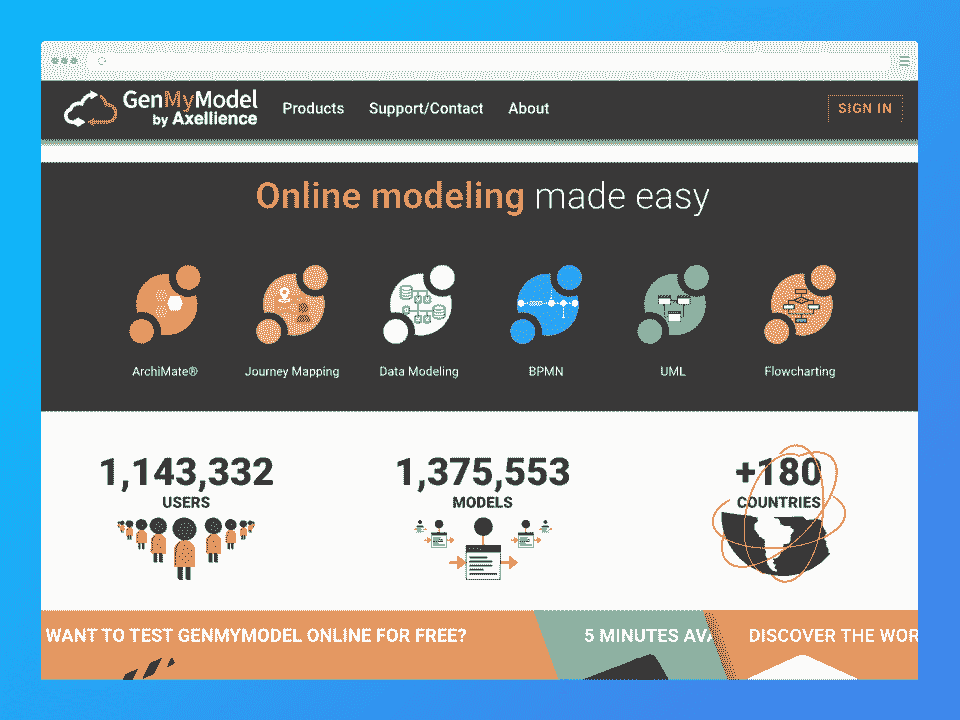 GenMyModel
by Axellience
Products Support/Contact About
SIGN IN
Online modeling made easy
ArchiMate® Journey Mapping Data Modeling BPMN UML Flowcharting
1,143,332
USERS
1,375,553
MODELS
+180
COUNTRIES
WANT TO TEST GENMYMODEL ONLINE FOR FREE?
5 MINUTES
DISCOVER THE